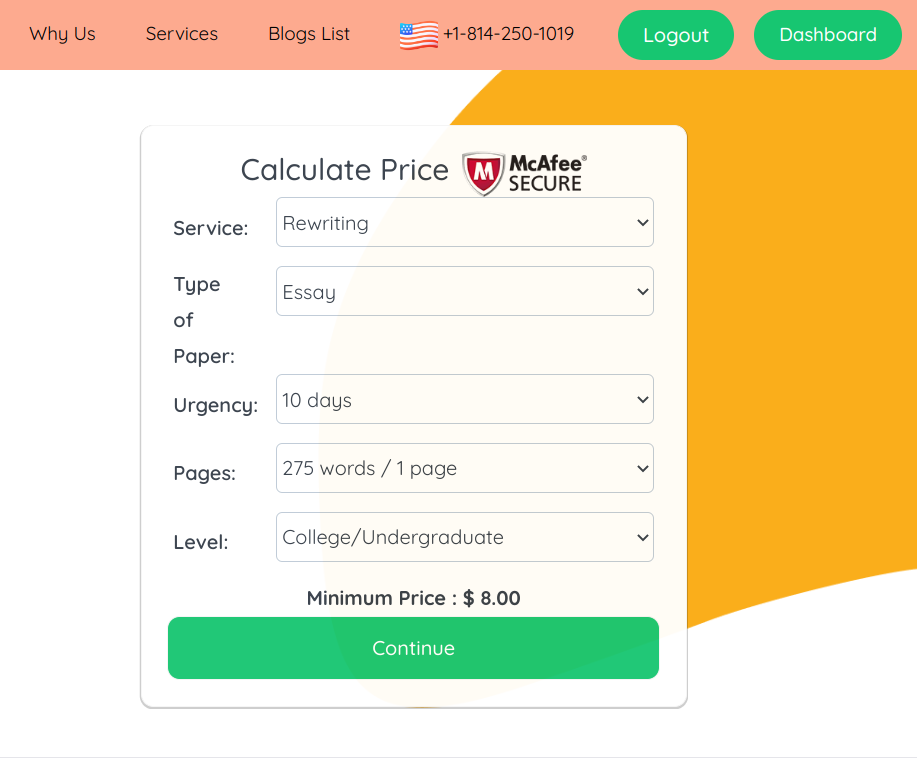 Why Us Services Blogs List +1-814-250-1019 Logout Dashboard
Calculate Price McAfee® SECURE
Service: Rewriting
Type of Paper: Essay
Urgency: 10 days
Pages: 275 words / 1 page
Level: College/Undergraduate
Minimum Price : $ 8.00
Continue